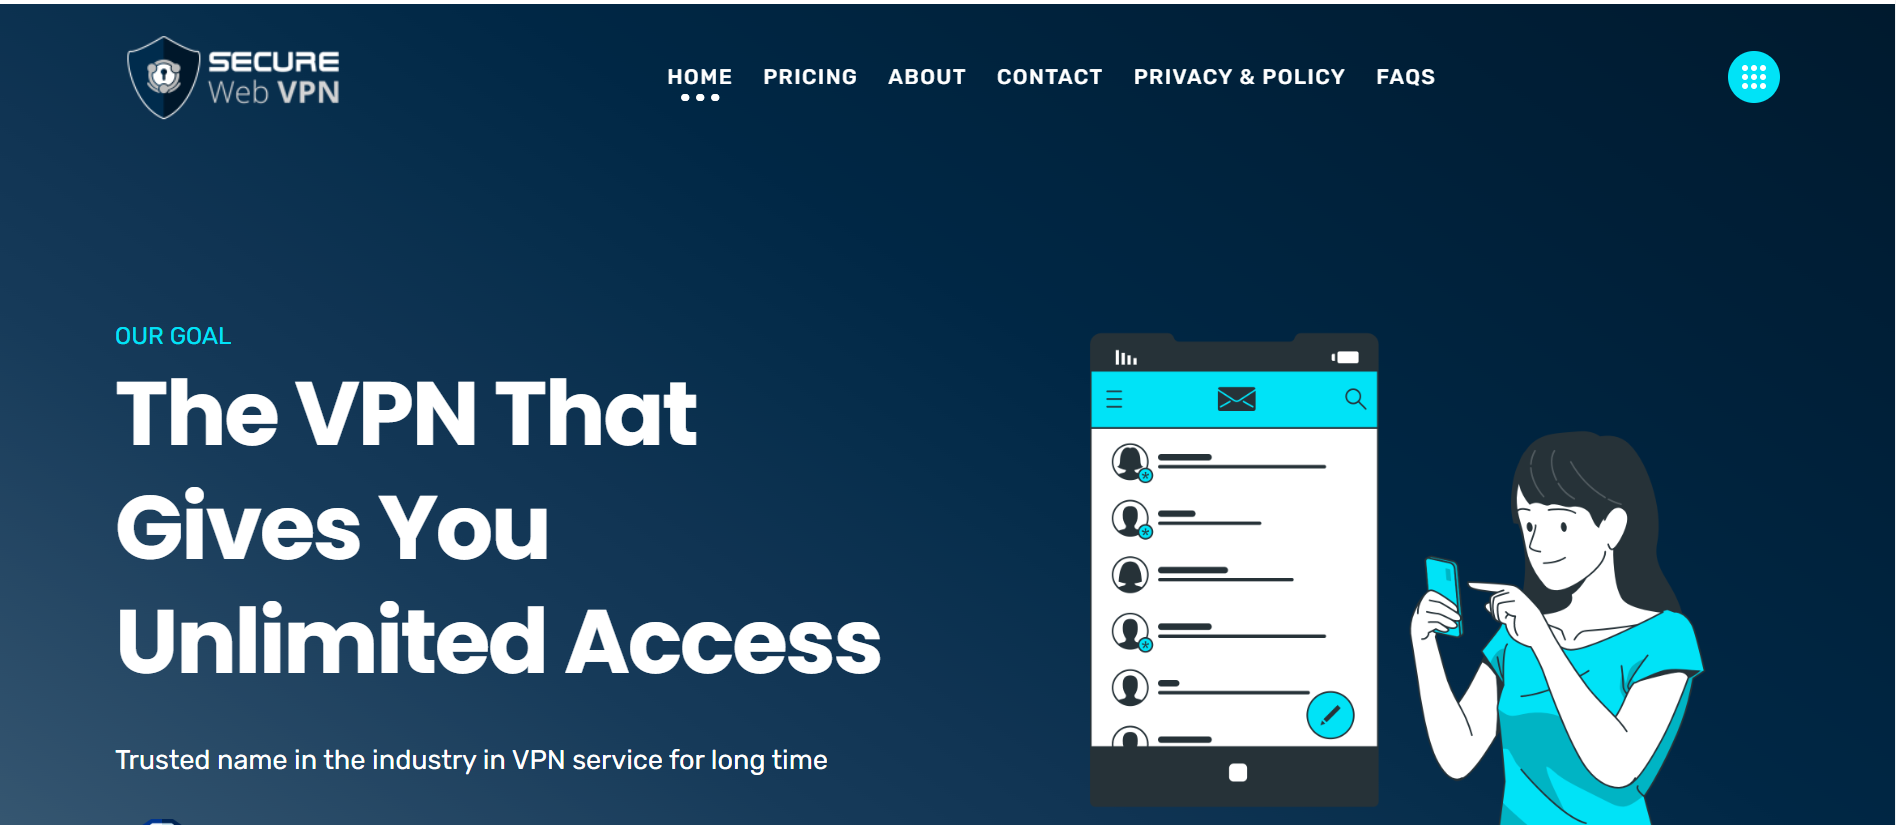 SECURE
Web VPN
HOME PRICING ABOUT CONTACT PRIVACY & POLICY FAQS
OUR GOAL
The VPN That
Gives You
Unlimited Access
Trusted name in the industry in VPN service for long time